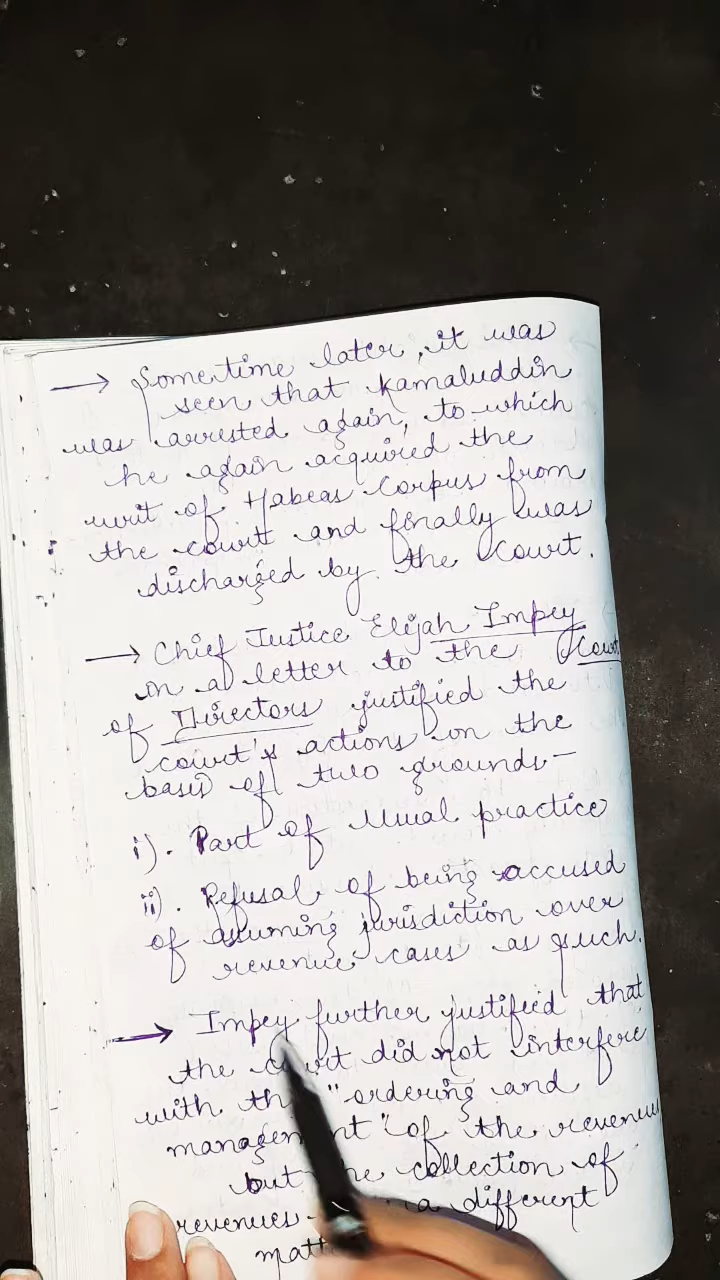 → Sometime later, it was
seen that Kamaluddin
was arrested again, to which
he again acquired the
writ of Habeas Corpus from
the court and finally was
discharged by the Court.
→ Chief Justice Elijah Impey
in a letter to the Court
of Directors justified the
court's actions on the
basis of two grounds-
i). Part of usual practice
ii). Refusal of being accused
of assuming jurisdiction over
revenue cases as such.
→ Impey further justified that
the court did not interfere
with the "ordering and
management" of the revenue
but the collection of
revenues a different